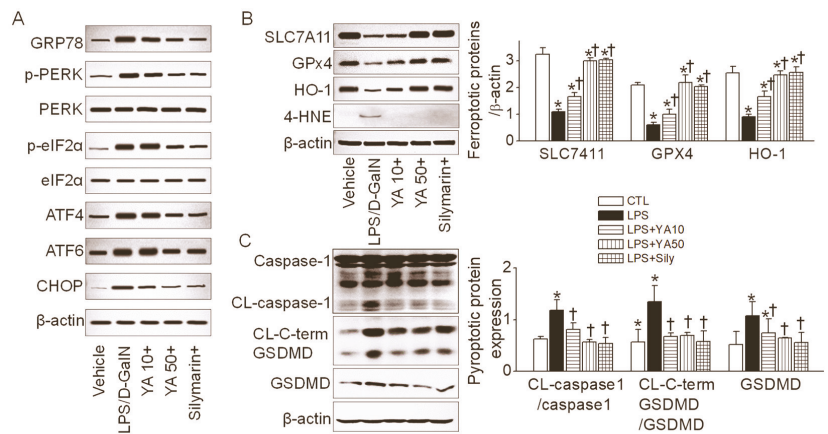 A
GRP78
p-PERK
PERK
p-eIF2α
eIF2α
ATF4
ATF6
CHOP
β-actin
Vehicle
LPS/D-GalN
YA 10+
YA 50+
Silymarin+
B
SLC7A11
GPx4
HO-1
4-HNE
β-actin
Vehicle
LPS/D-GalN
YA 10+
YA 50+
Silymarin+
Ferroptotic proteins
/β-actin
3
2
1
0
* *† *† *†
* *† *† *†
* *† *† *†
SLC7411 GPX4 HO-1
CTL
LPS
LPS+YA10
LPS+YA50
LPS+Sily
C
Caspase-1
CL-caspase-1
CL-C-term
GSDMD
GSDMD
β-actin
Pyroptotic protein
expression
2
1
0
* † † †
* * † † †
* *† † †
CL-caspase1
/caspase1
CL-C-term
GSDMD
/GSDMD
GSDMD